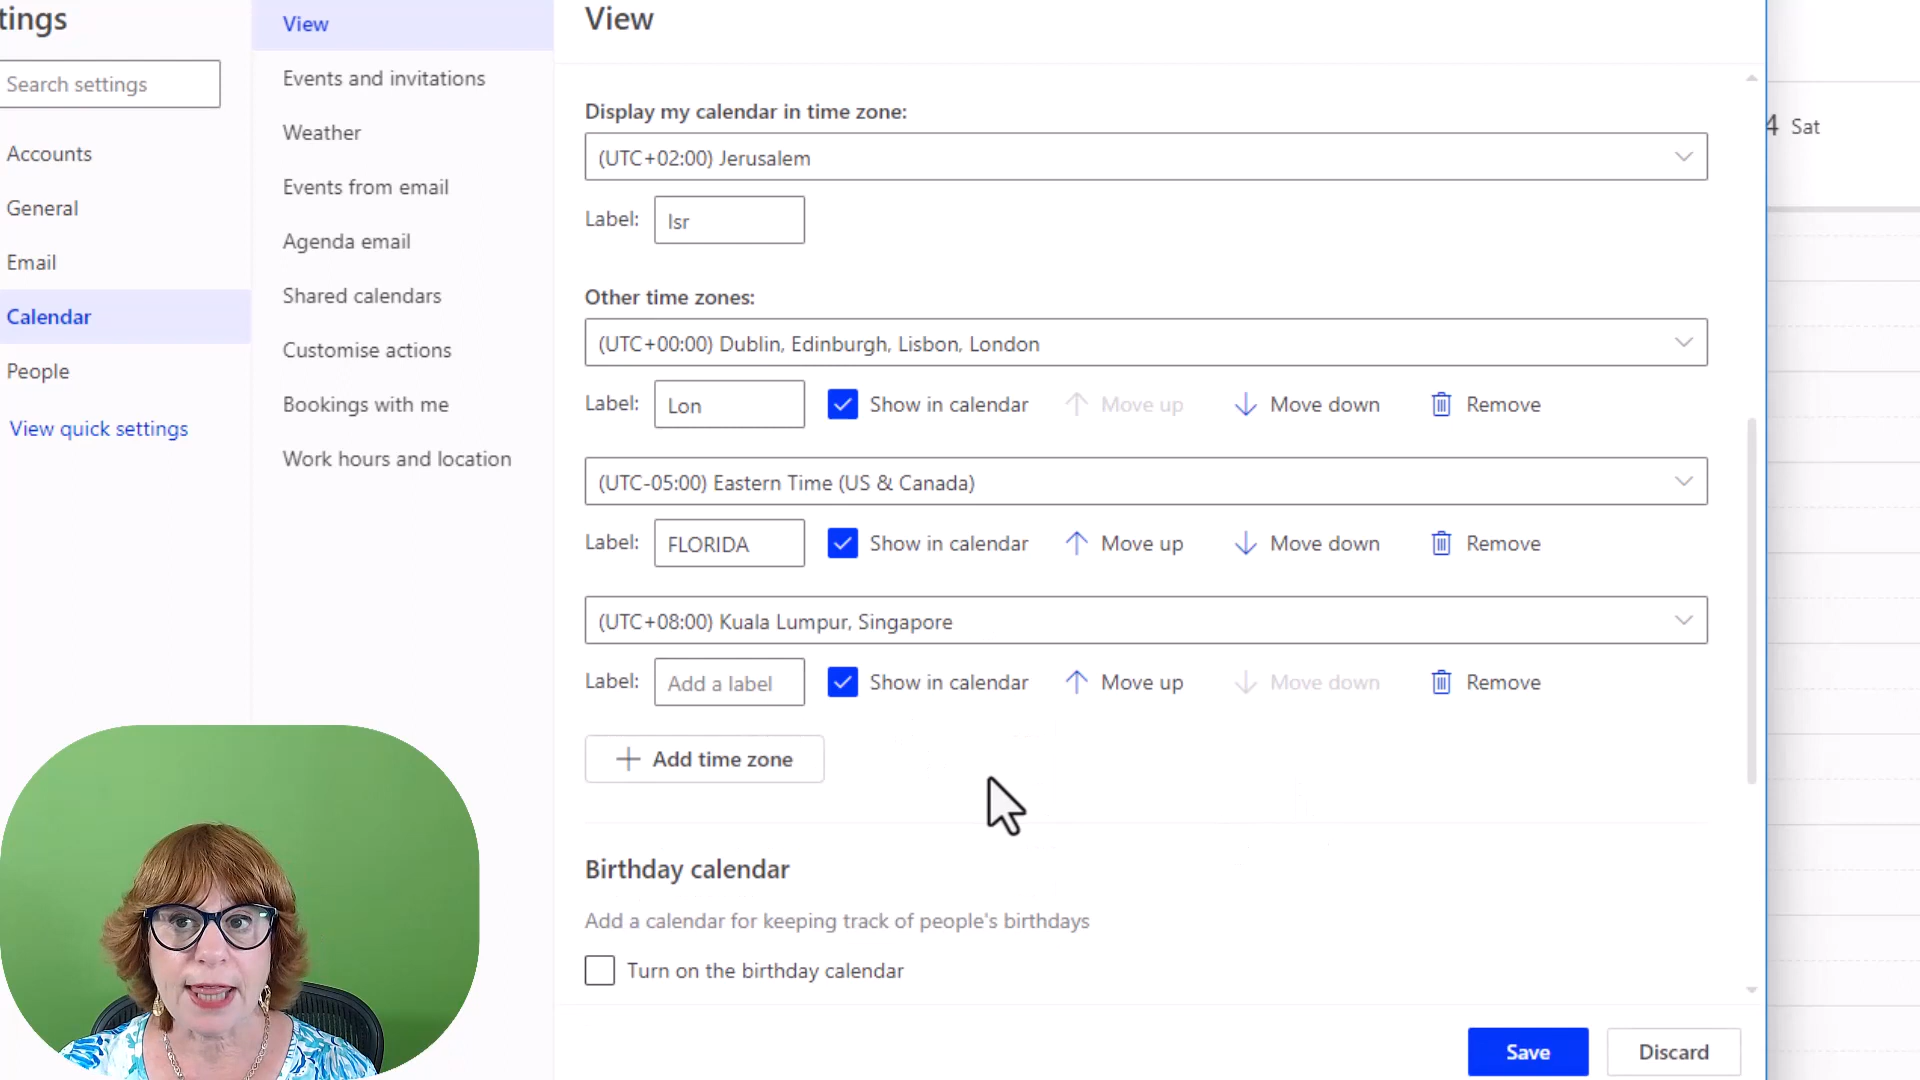 tings
Search settings
Accounts
General
Email
Calendar
People
View quick settings
View
Events and invitations
Weather
Events from email
Agenda email
Shared calendars
Customise actions
Bookings with me
Work hours and location
View
Display my calendar in time zone:
(UTC+02:00) Jerusalem
Label: Isr
Other time zones:
(UTC+00:00) Dublin, Edinburgh, Lisbon, London
Label: Lon Show in calendar Move up Move down Remove
(UTC-05:00) Eastern Time (US & Canada)
Label: FLORIDA Show in calendar Move up Move down Remove
(UTC+08:00) Kuala Lumpur, Singapore
Label: Add a label Show in calendar Move up Move down Remove
Add time zone
Birthday calendar
Add a calendar for keeping track of people's birthdays
Turn on the birthday calendar
Save Discard
4 Sat